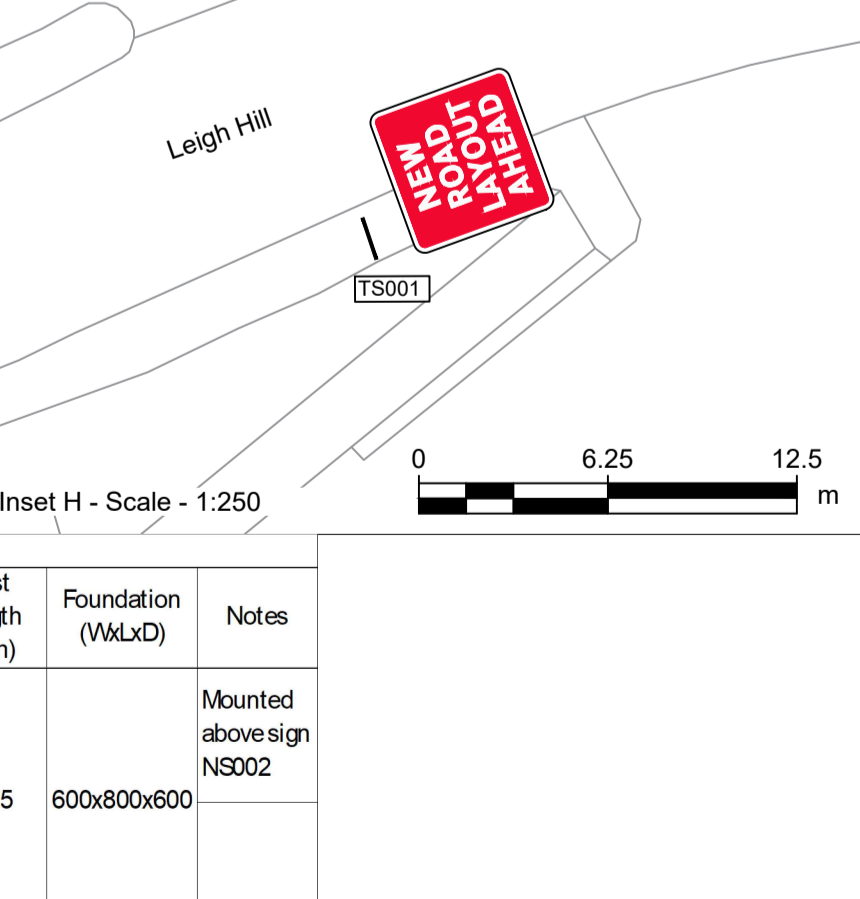 Leigh Hill
NEW
ROAD
LAYOUT
AHEAD
TS001
0 6.25 12.5
m
Inset H - Scale - 1:250
Foundation
(WxLxD)
Notes
Mounted
above sign
NS002
5
600x800x600